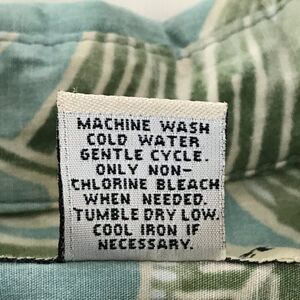 MACHINE WASH
COLD WATER
GENTLE CYCLE.
ONLY NON-
CHLORINE BLEACH
WHEN NEEDED.
TUMBLE DRY LOW.
COOL IRON IF
NECESSARY.